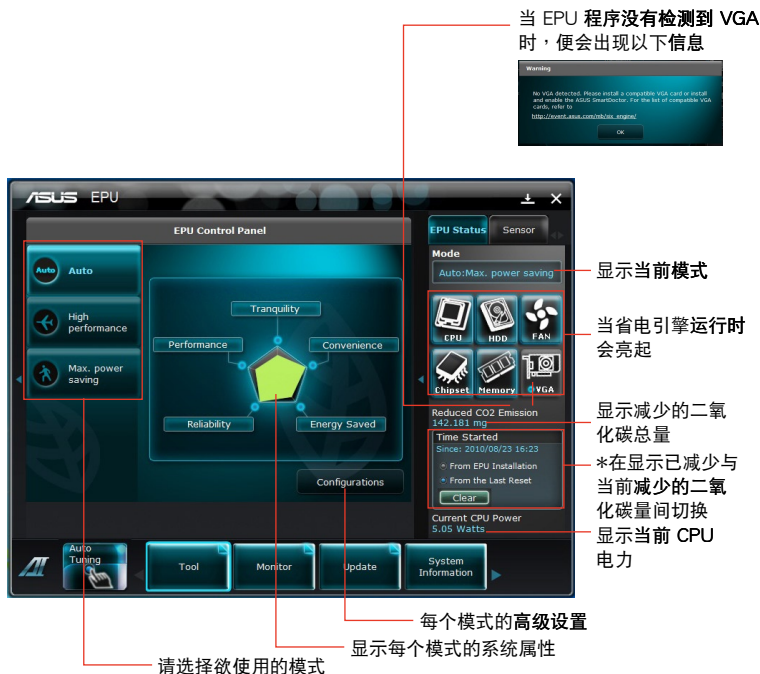 当 EPU 程序没有检测到 VGA
时，便会出现以下信息
Warning
No VGA detected. Please install a compatible VGA card or install
and enable the ASUS SmartDoctor. For the list of compatible VGA
cards, refer to
http://event.asus.com/mb/six_engine/
OK
ASUS EPU
EPU Control Panel
EPU Status
Sensor
Auto
Auto
High
performance
Max. power
saving
Tranquility
Performance
Convenience
Reliability
Energy Saved
Configurations
Mode
Auto:Max. power saving
CPU
HDD
FAN
Chipset
Memory
VGA
Reduced CO2 Emission
142.181 mg
Time Started
Since: 2010/08/23 16:23
From EPU Installation
From the Last Reset
Clear
Current CPU Power
5.05 Watts
Auto
Tuning
Tool
Monitor
Update
System
Information
显示当前模式
当省电引擎运行时
会亮起
显示减少的二氧
化碳总量
*在显示已减少与
当前减少的二氧
化碳量间切换
显示当前 CPU
电力
每个模式的高级设置
显示每个模式的系统属性
请选择欲使用的模式